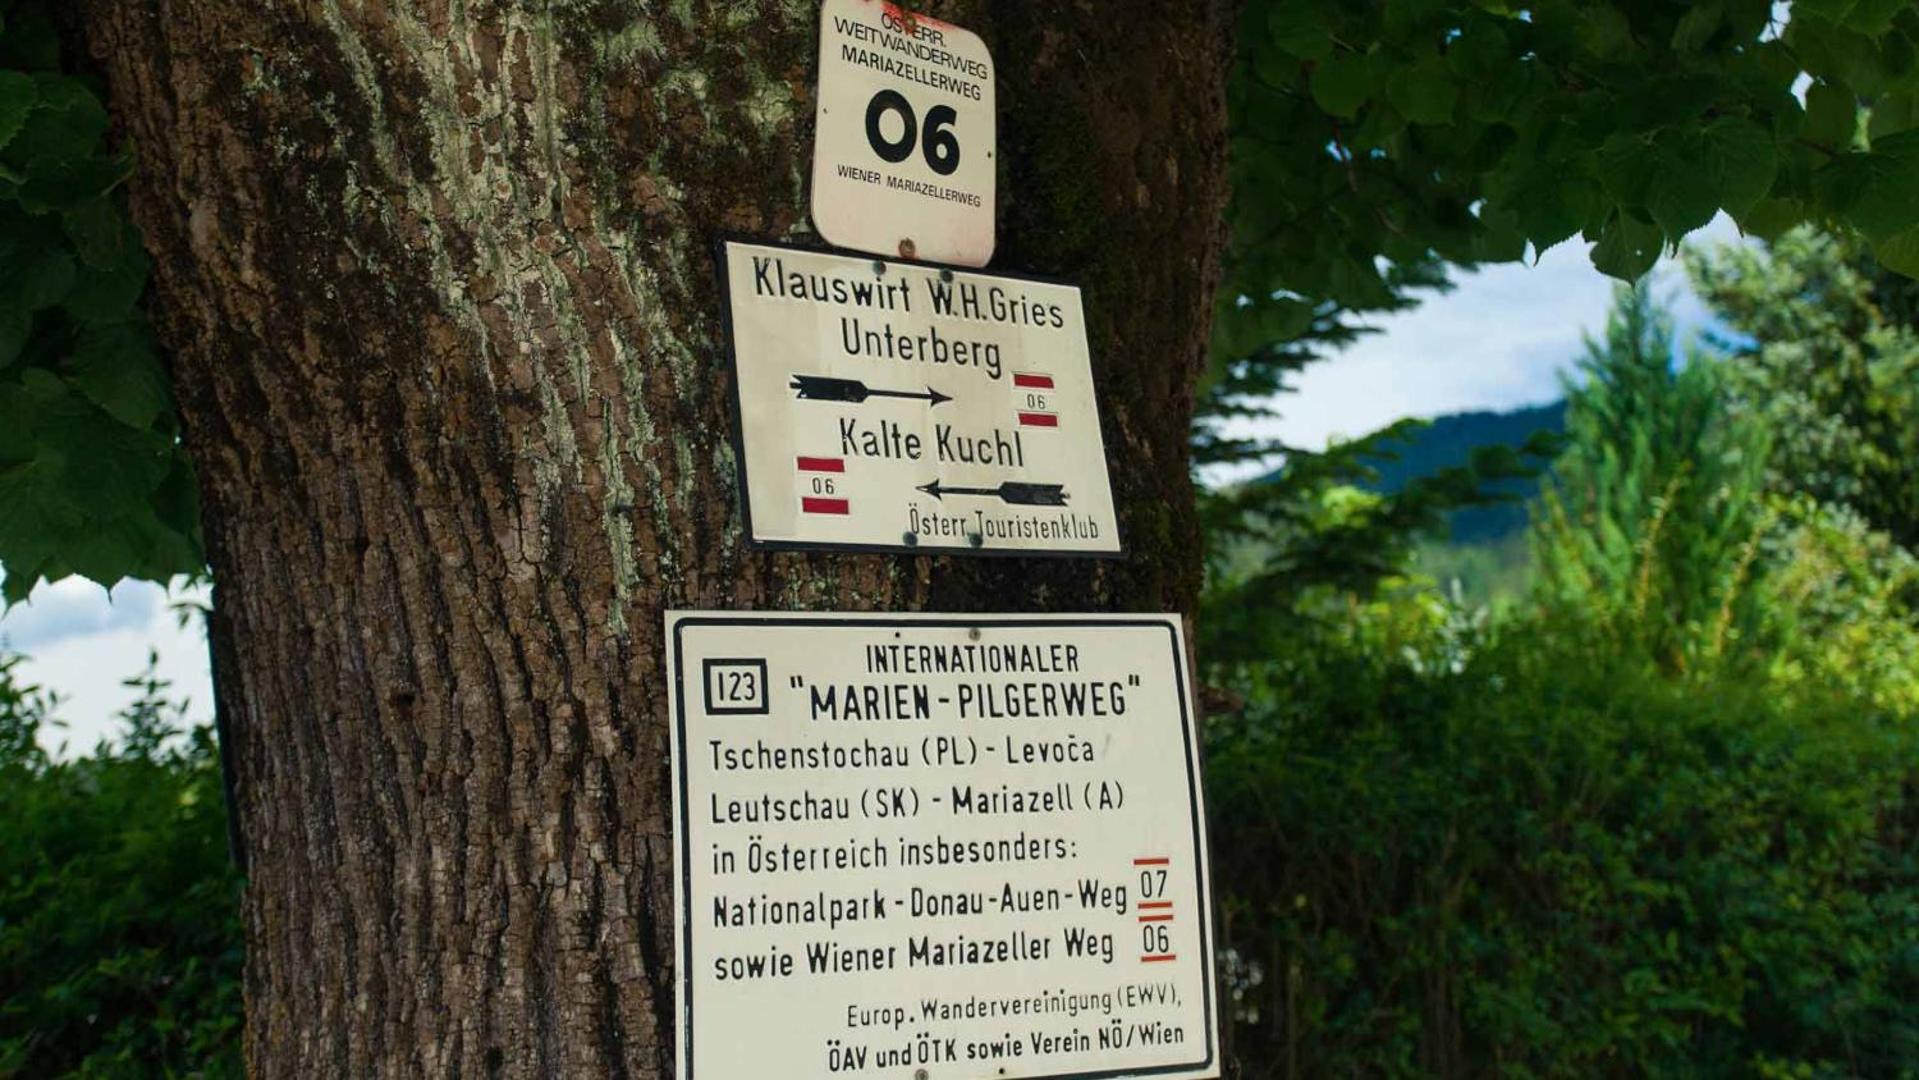 ÖSTERR.
WEITWANDERWEG
MARIAZELLERWEG
06
WIENER MARIAZELLERWEG
Klauswirt W.H.Gries
Unterberg
06
Kalte Kuchl
06
Österr.Touristenklub
123
INTERNATIONALER
"MARIEN-PILGERWEG"
Tschenstochau (PL) - Levoča
Leutschau (SK) - Mariazell (A)
in Österreich insbesonders:
Nationalpark-Donau-Auen-Weg 07
sowie Wiener Mariazeller Weg 06
Europ. Wandervereinigung (EWV),
ÖAV und ÖTK sowie Verein NÖ/Wien